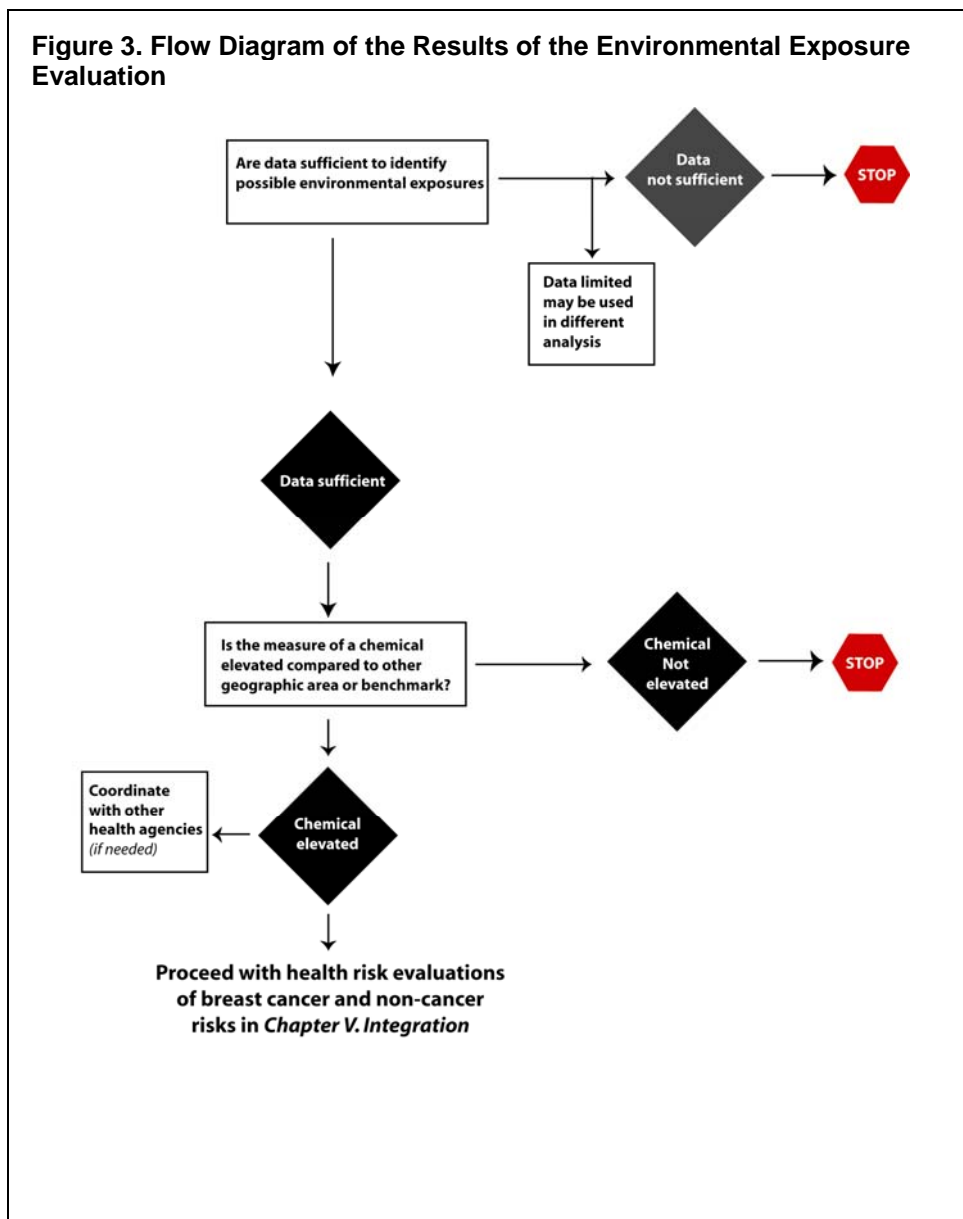 Figure 3. Flow Diagram of the Results of the Environmental Exposure
Evaluation
Are data sufficient to identify
possible environmental exposures
Data
not sufficient
STOP
Data limited
may be used
in different
analysis
Data sufficient
Is the measure of a chemical
elevated compared to other
geographic area or benchmark?
Chemical
Not
elevated
STOP
Coordinate
with other
health agencies
(if needed)
Chemical
elevated
Proceed with health risk evaluations
of breast cancer and non-cancer
risks in Chapter V. Integration